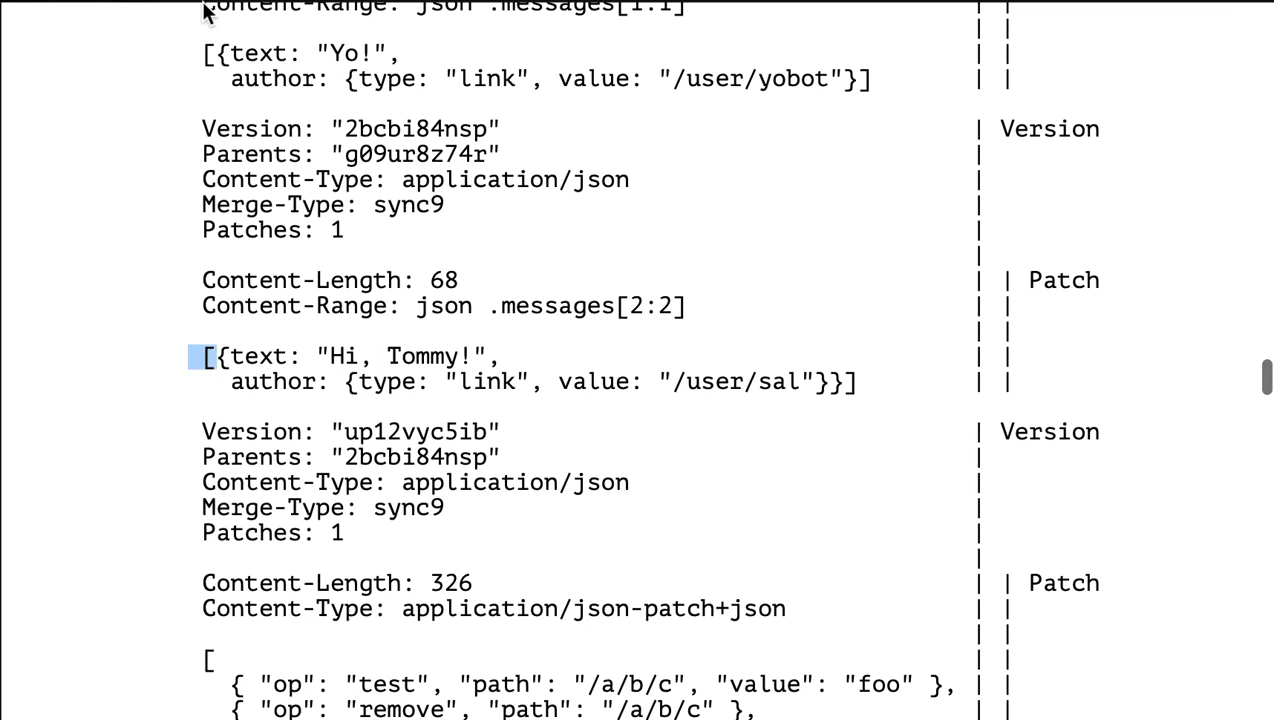 Content-Range: json .messages[1:1] | |
| |
[{text: "Yo!", | |
author: {type: "link", value: "/user/yobot"}] | |
Version: "2bcbi84nsp" | Version
Parents: "g09ur8z74r" |
Content-Type: application/json |
Merge-Type: sync9 |
Patches: 1 |
|
Content-Length: 68 | | Patch
Content-Range: json .messages[2:2] | |
| |
[{text: "Hi, Tommy!", | |
author: {type: "link", value: "/user/sal"}}] | |
Version: "up12vyc5ib" | Version
Parents: "2bcbi84nsp" |
Content-Type: application/json |
Merge-Type: sync9 |
Patches: 1 |
|
Content-Length: 326 | | Patch
Content-Type: application/json-patch+json | |
| |
[ | |
{ "op": "test", "path": "/a/b/c", "value": "foo" }, | |
{ "op": "remove", "path": "/a/b/c" }, | |